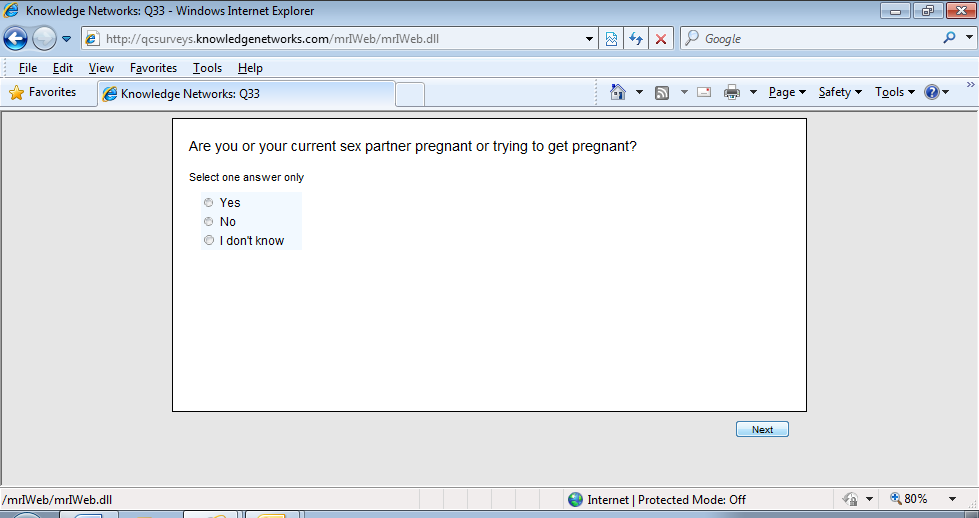 Knowledge Networks: Q33 - Windows Internet Explorer
http://qcsurveys.knowledgenetworks.com/mrIWeb/mrIWeb.dll
Google
File Edit View Favorites Tools Help
Favorites
Knowledge Networks: Q33
Page Safety Tools
Are you or your current sex partner pregnant or trying to get pregnant?
Select one answer only
Yes
No
I don't know
Next
/mrIWeb/mrIWeb.dll
Internet | Protected Mode: Off
80%